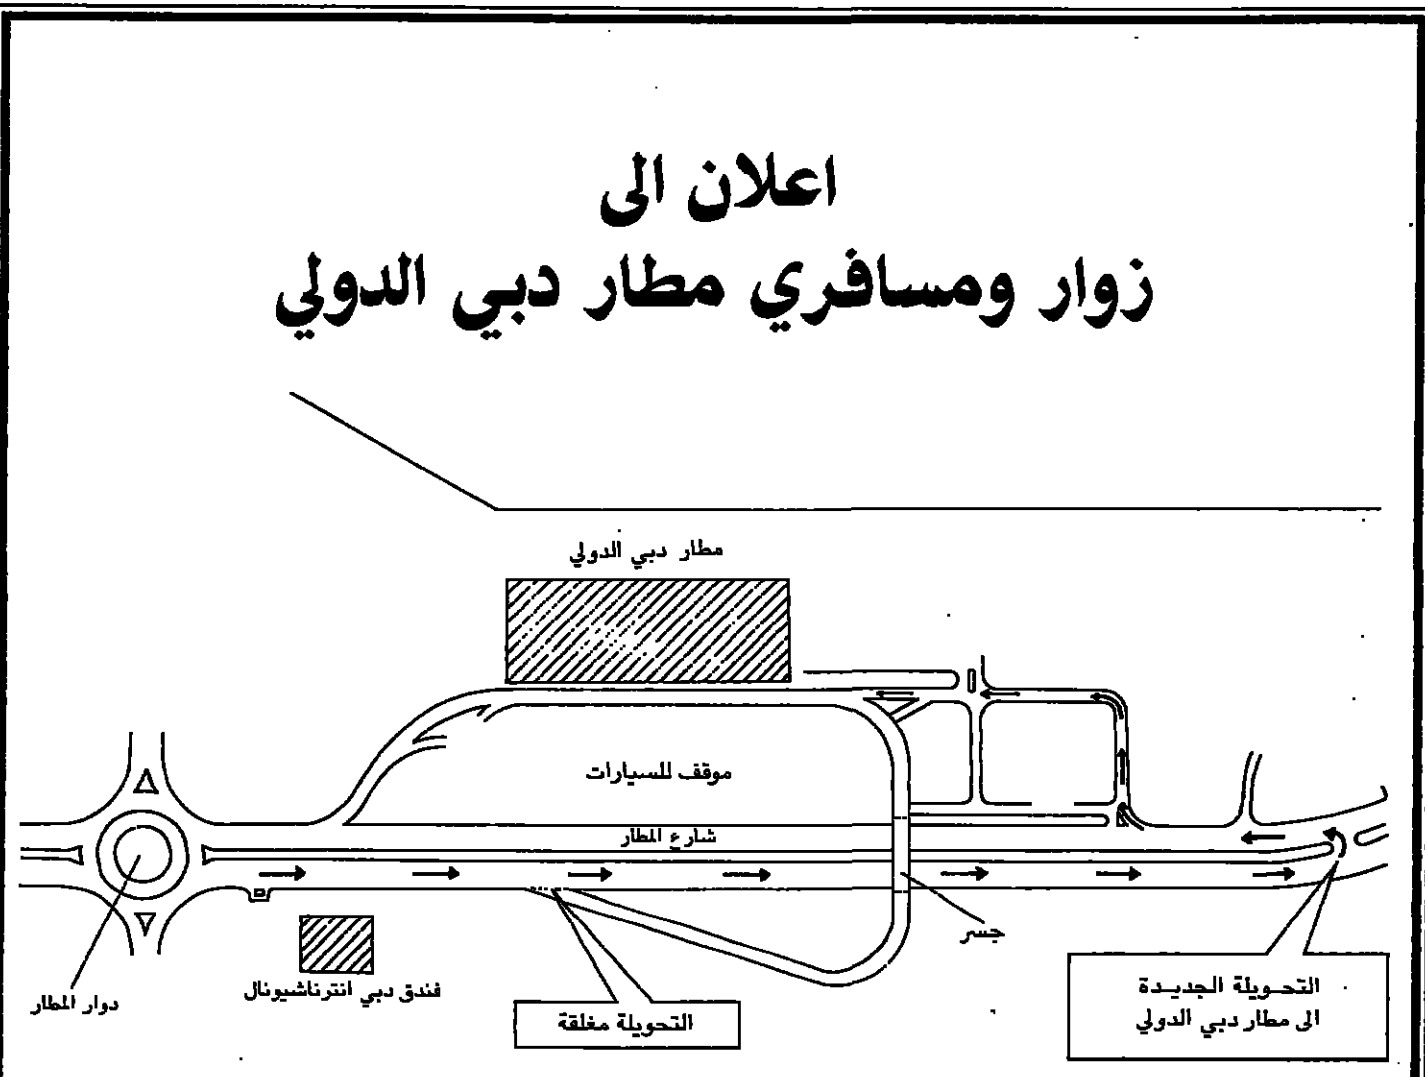 اعلان الى
زوار ومسافري مطار دبي الدولي
مطار دبي الدولي
موقف للسيارات
شارع المطار
جسر
دوار المطار
فندق دبي انترناشيونال
التحويلة مغلقة
التحويلة الجديدة
الى مطار دبي الدولي